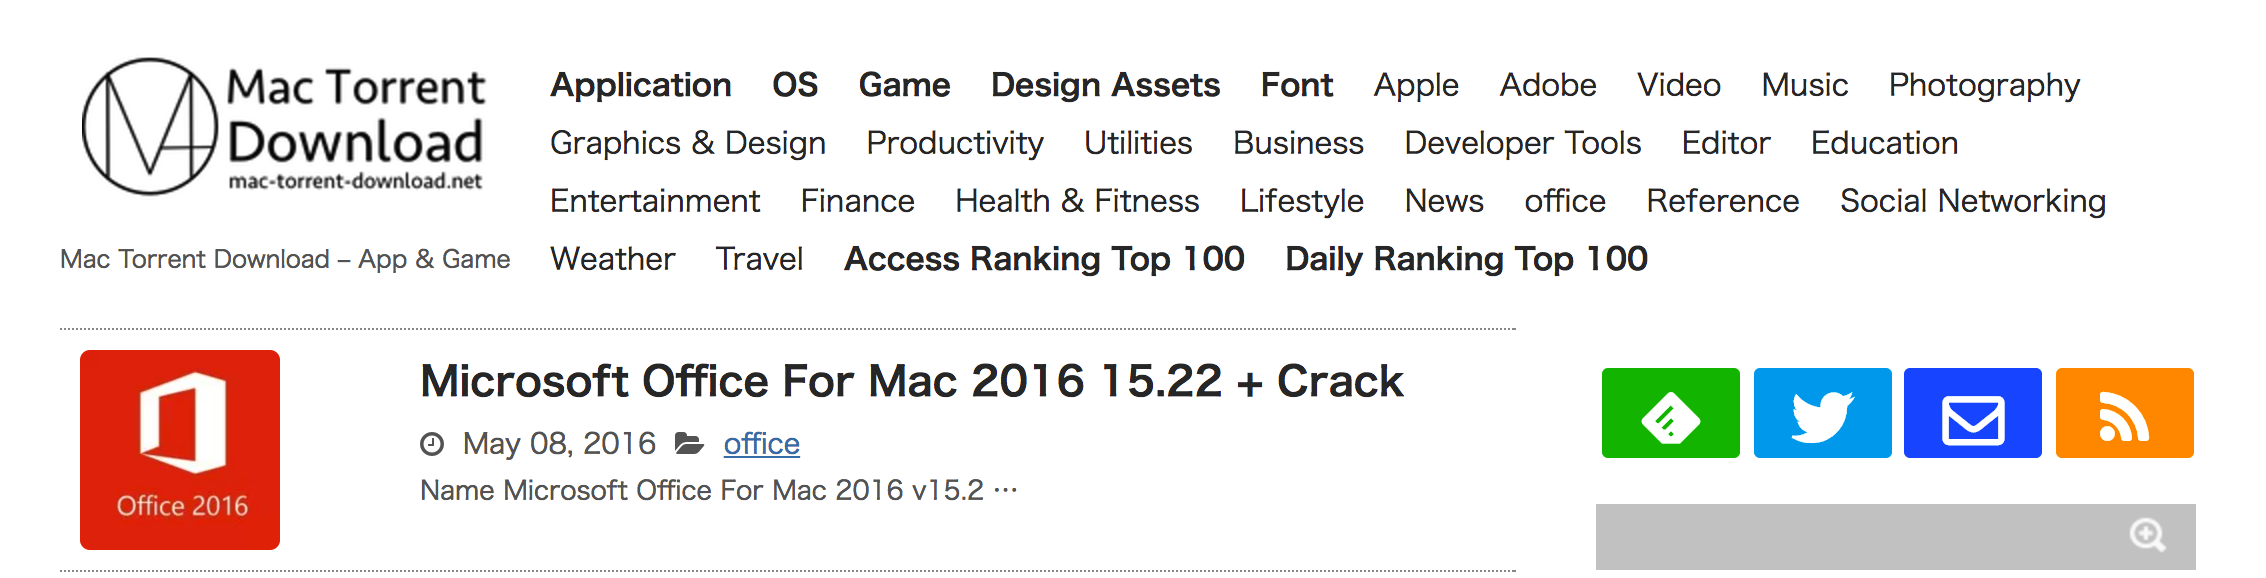 Mac Torrent
Download
mac-torrent-download.net
Mac Torrent Download – App & Game
Application OS Game Design Assets Font Apple Adobe Video Music Photography
Graphics & Design Productivity Utilities Business Developer Tools Editor Education
Entertainment Finance Health & Fitness Lifestyle News office Reference Social Networking
Weather Travel Access Ranking Top 100 Daily Ranking Top 100
Office 2016
Microsoft Office For Mac 2016 15.22 + Crack
May 08, 2016 office
Name Microsoft Office For Mac 2016 v15.2 ⋯